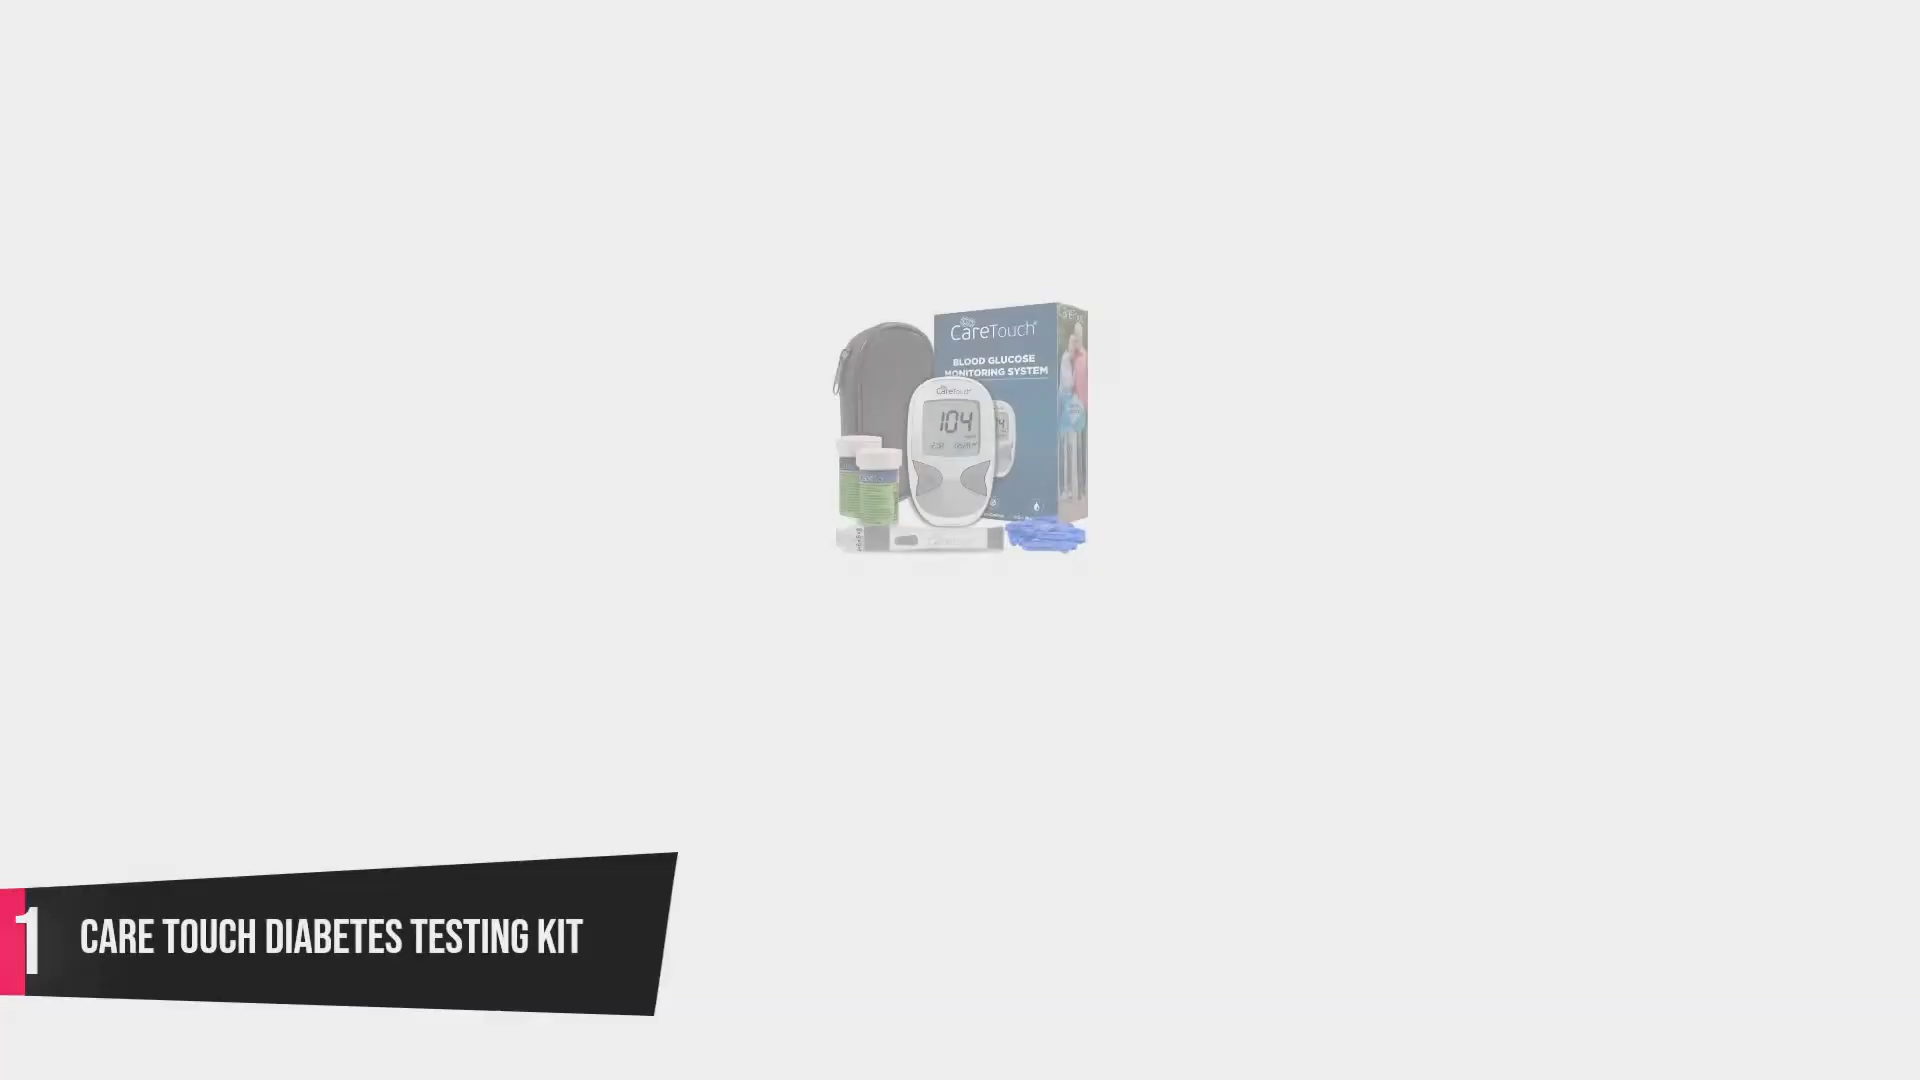 CareTouch
BLOOD GLUCOSE
MONITORING SYSTEM
CareTouch
104
1
CARE TOUCH DIABETES TESTING KIT